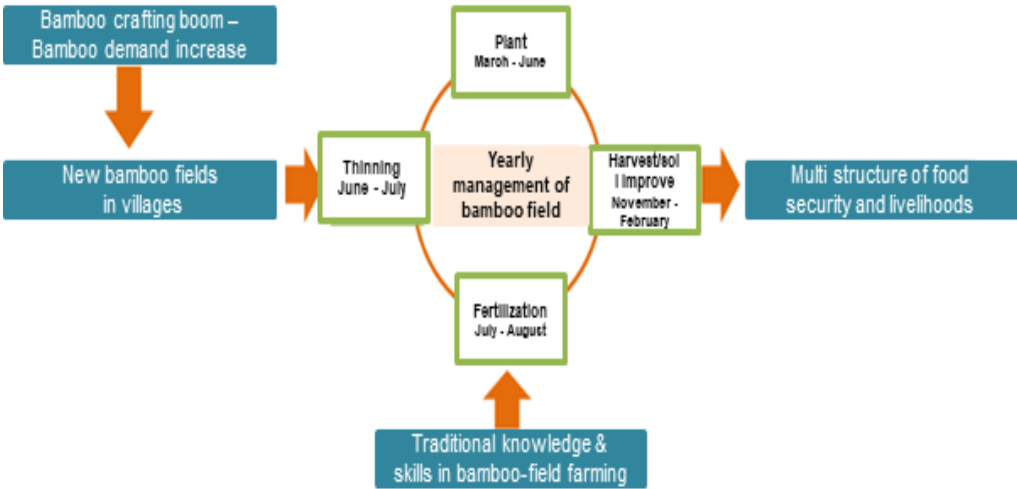 Bamboo crafting boom –
Bamboo demand increase
Plant
March - June
New bamboo fields
in villages
Thinning
June - July
Yearly
management of
bamboo field
Harvest/soi
l Improve
November -
February
Multi structure of food
security and livelihoods
Fertilization
July - August
Traditional knowledge &
skills in bamboo-field farming